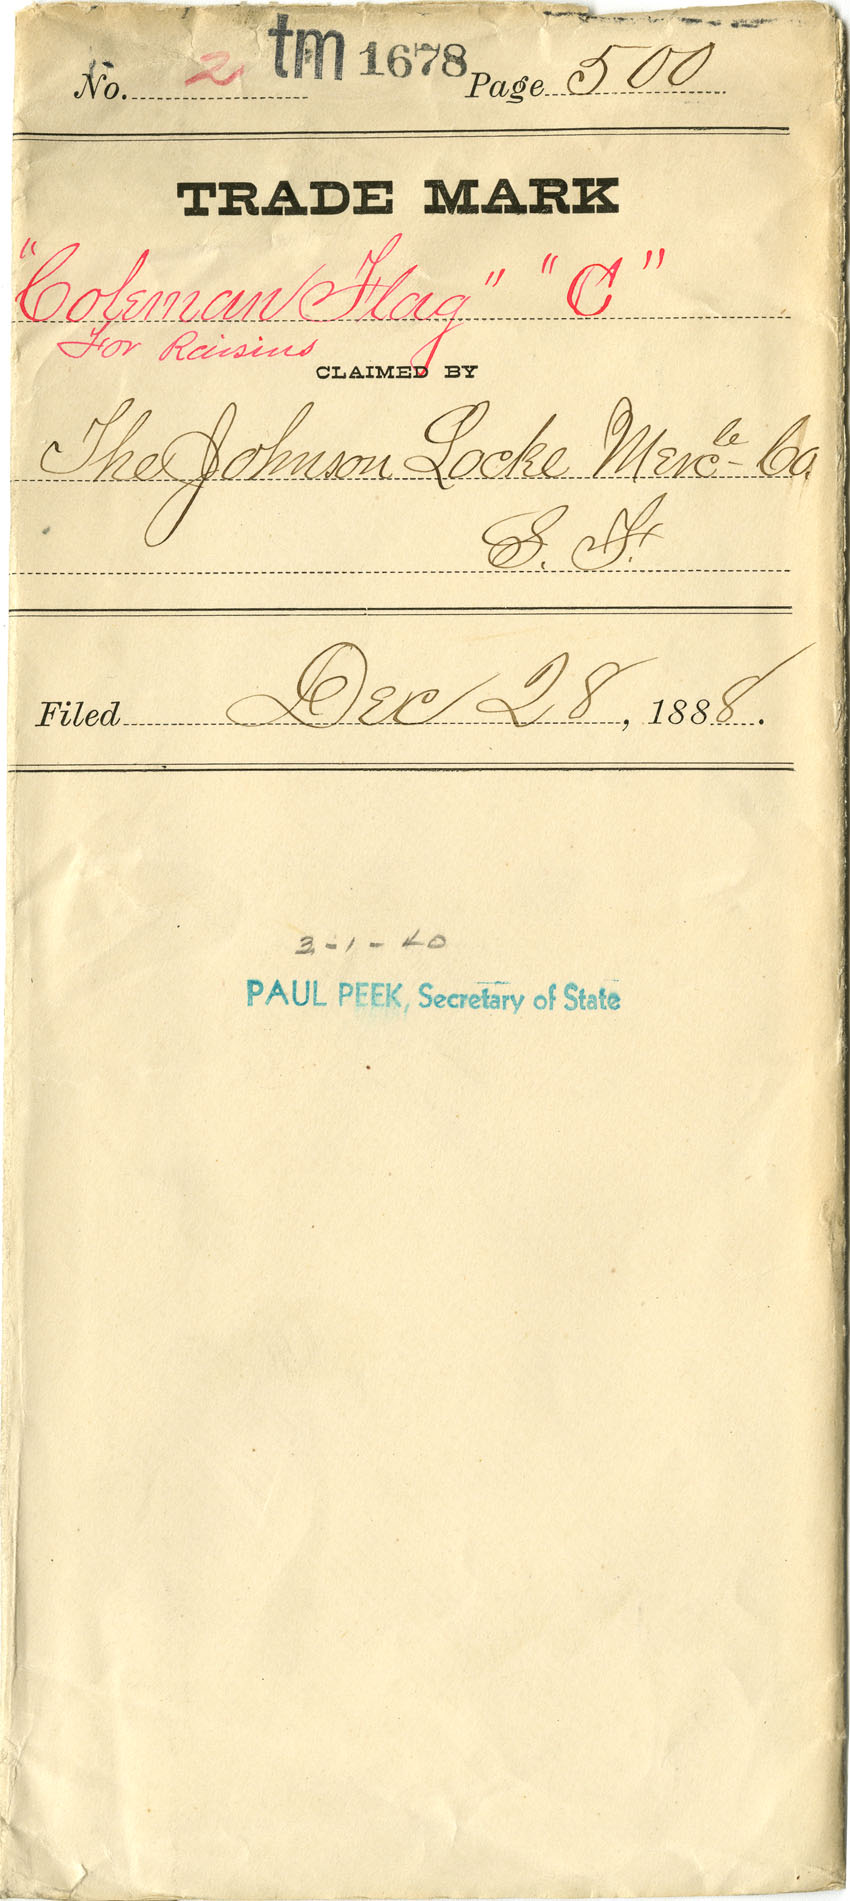 No. 2 tm 1678 Page 500
TRADE MARK
"Coleman Flag" "C"
For Raisins
CLAIMED BY
The Johnson Locke Mercle Co
S. F.
Filed Dec 28, 1888.
3-1-40
PAUL PEEK, Secretary of State